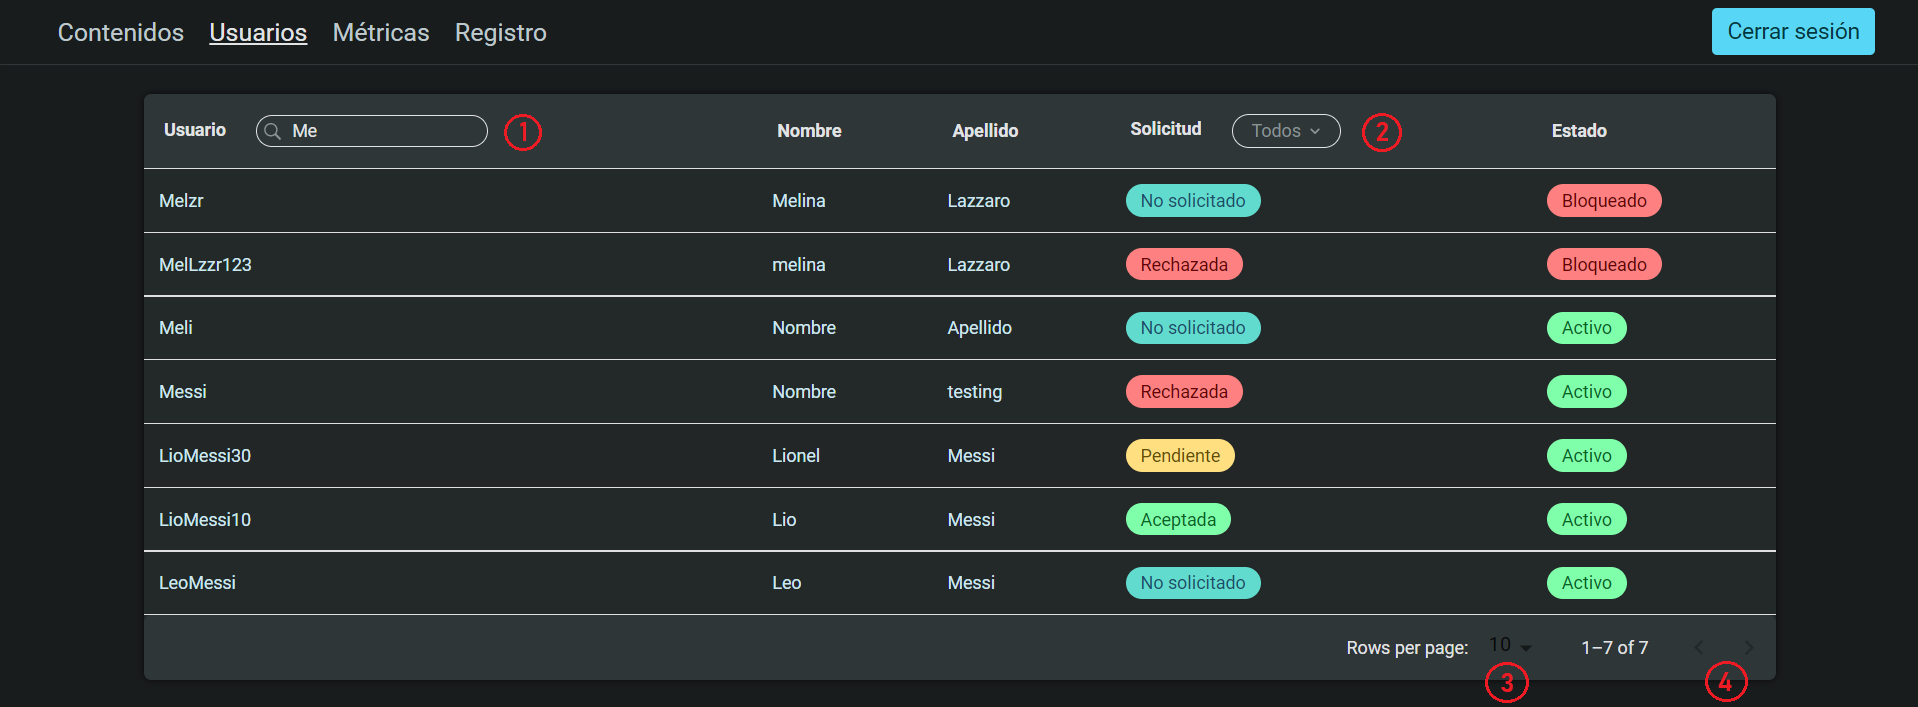 Contenidos Usuarios Métricas Registro Cerrar sesión
Usuario Me 1 Nombre Apellido Solicitud Todos 2 Estado
Melzr Melina Lazzaro No solicitado Bloqueado
MelLzzr123 melina Lazzaro Rechazada Bloqueado
Meli Nombre Apellido No solicitado Activo
Messi Nombre testing Rechazada Activo
LioMessi30 Lionel Messi Pendiente Activo
LioMessi10 Lio Messi Aceptada Activo
LeoMessi Leo Messi No solicitado Activo
Rows per page: 10 1–7 of 7
3 4